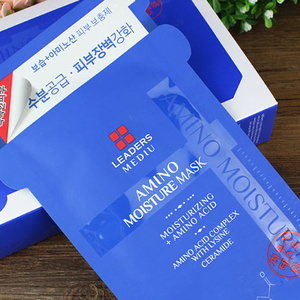 보습+아미노산 피부 보충제
수분공급·피부장벽강화
LEADERS
MEDIU
AMINO
MOISTURE MASK
MOISTURIZING
+ AMINO ACID
AMINO ACID COMPLEX
WITH LYSINE
CERAMIDE
AMINO MOISTURE